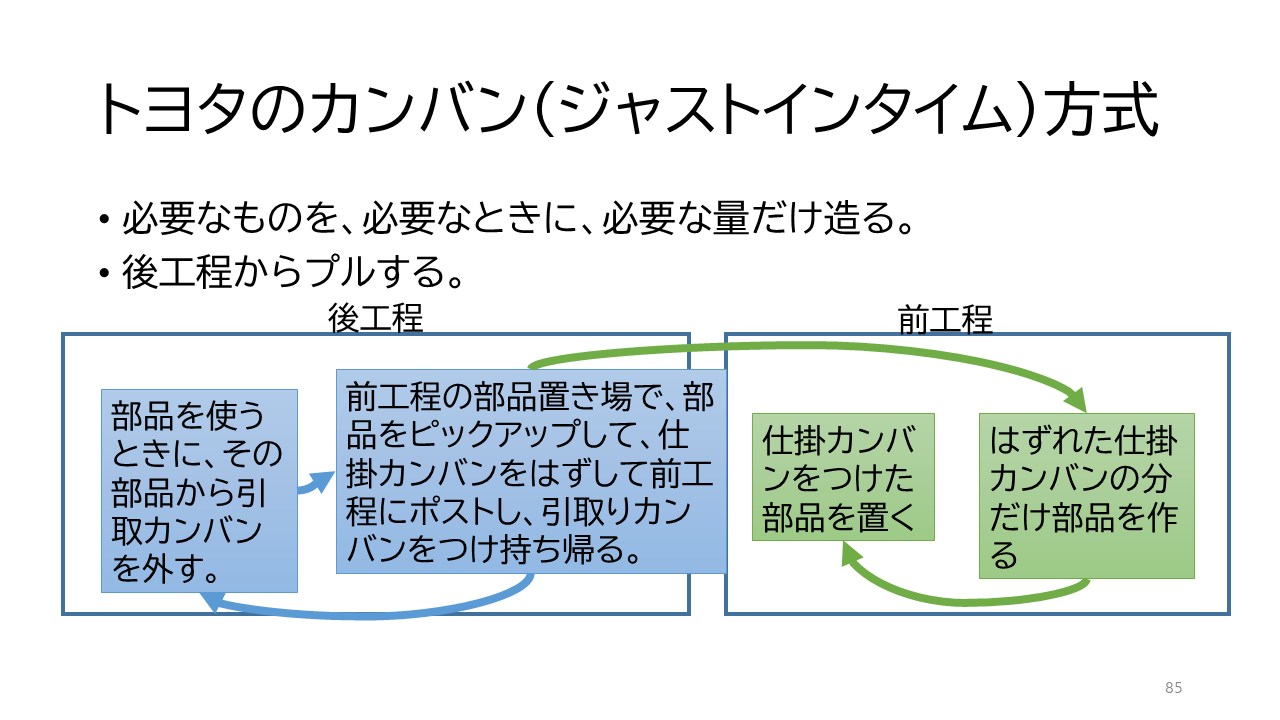 トヨタのカンバン(ジャストインタイム)方式
• 必要なものを、必要なときに、必要な量だけ造る。
• 後工程からプルする。
後工程
前工程
部品を使う
ときに、その
部品から引
取カンバン
を外す。
前工程の部品置き場で、部
品をピックアップして、仕
掛カンバンをはずして前工
程にポストし、引取りカン
バンをつけ持ち帰る。
仕掛カンバ
ンをつけた
部品を置く
はずれた仕掛
カンバンの分
だけ部品を作
る
85